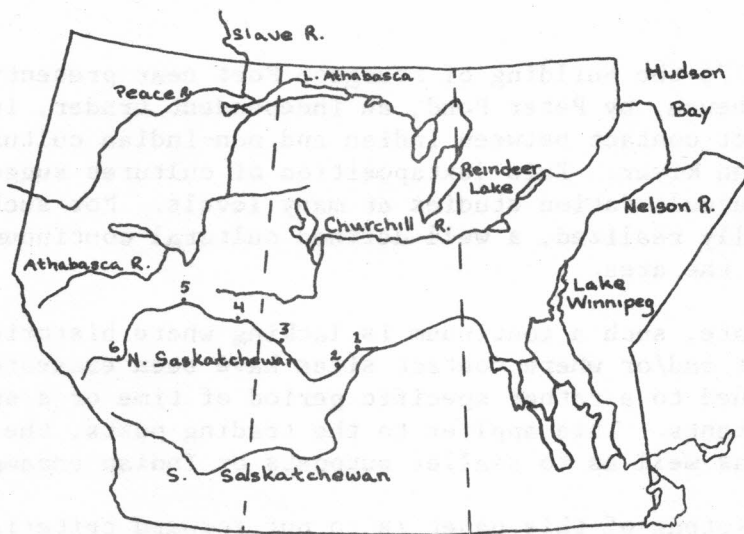 Slave R.
Hudson
Bay
L. Athabasca
Peace R
Reindeer
Lake
Nelson R.
Churchill R.
Athabasca R.
Lake
Winnipeg
5
4
3
1
2
6
N. Saskatchewan
S. Saskatchewan